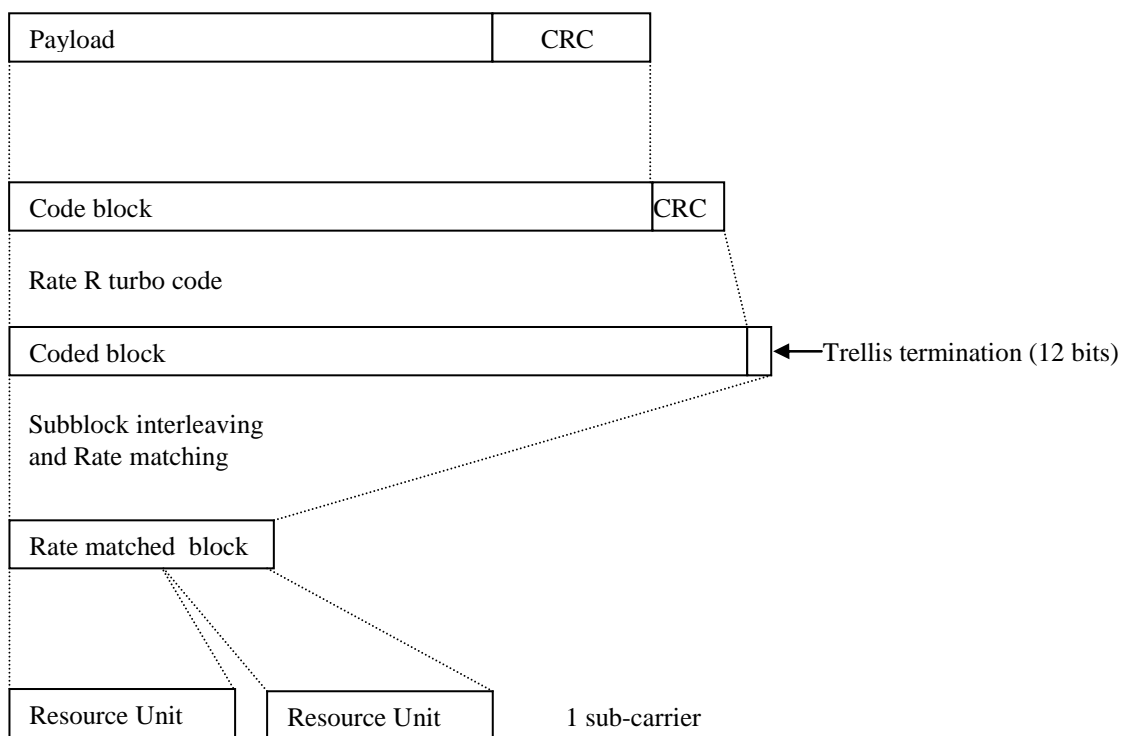 Payload CRC
Code block CRC
Rate R turbo code
Coded block Trellis termination (12 bits)
Subblock interleaving
and Rate matching
Rate matched block
Resource Unit Resource Unit 1 sub-carrier